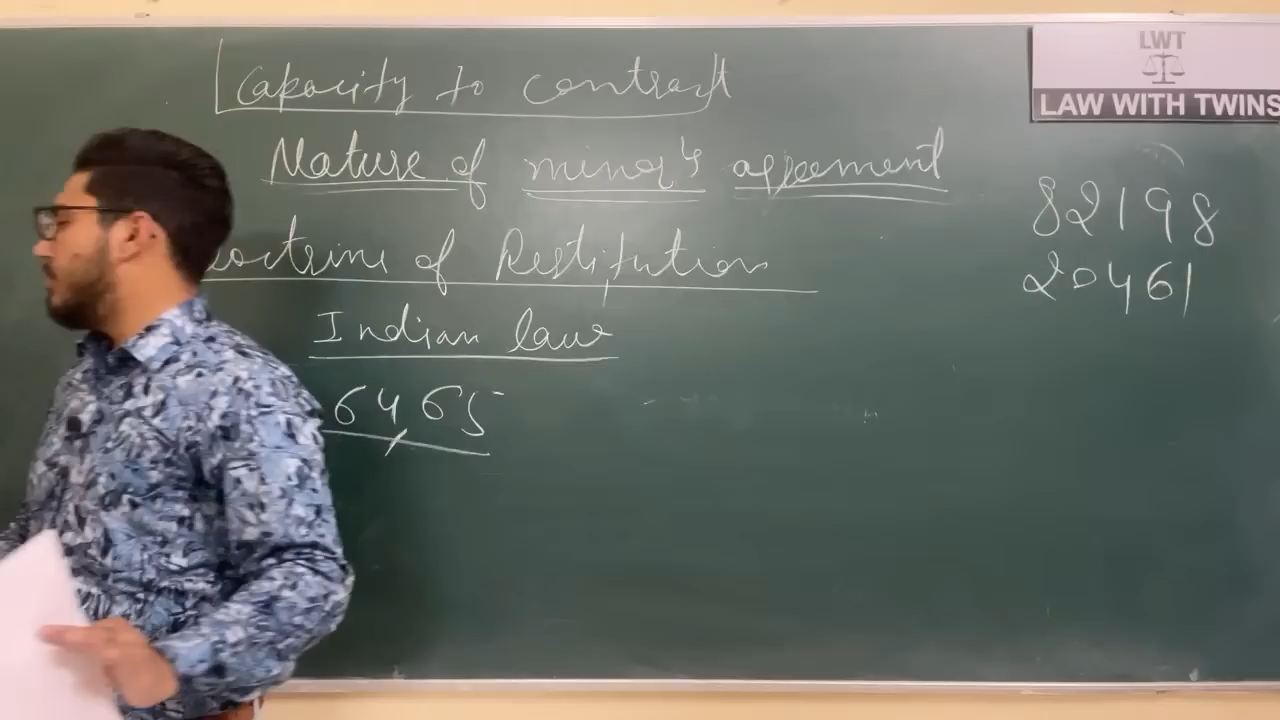 Capacity to contract
Nature of minor's agreement
octrine of Restitution
Indian law
64 65
82198
20461
LWT
LAW WITH TWINS